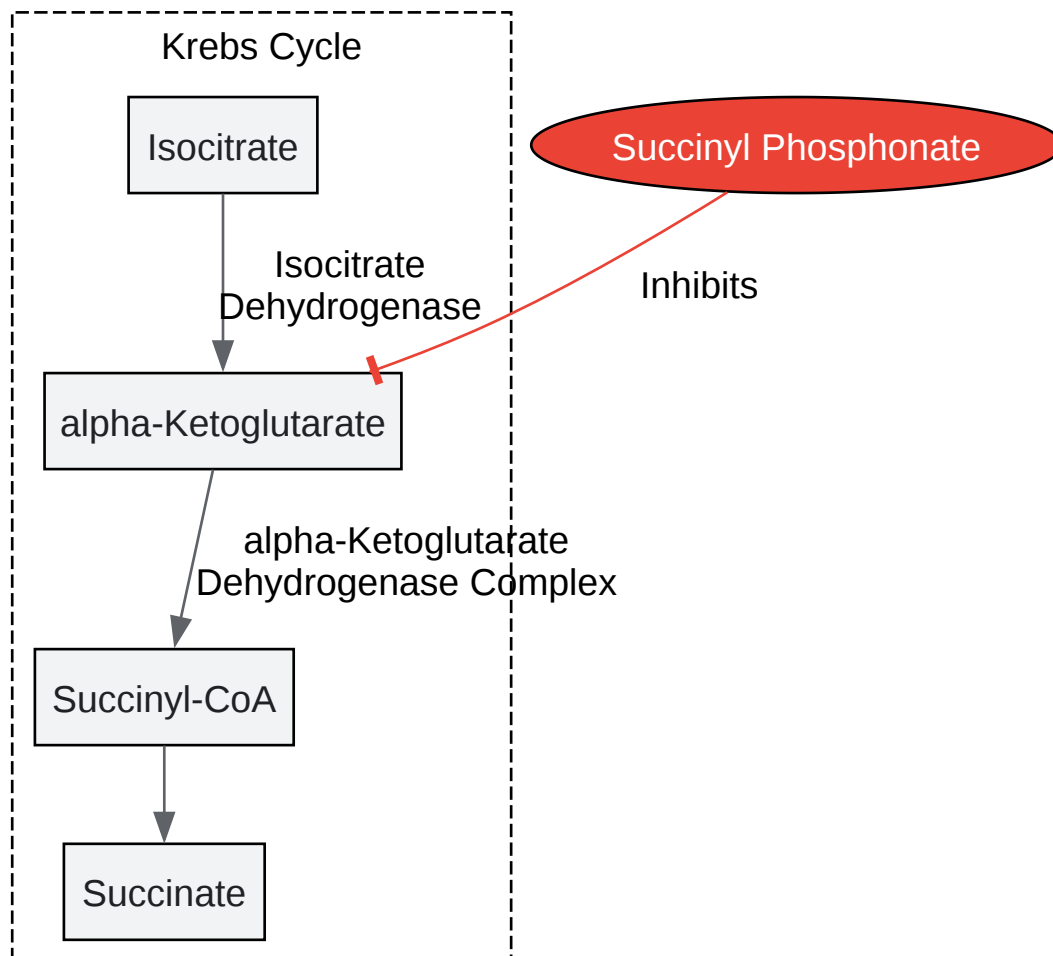 Krebs Cycle
Isocitrate
Succinyl Phosphonate
Isocitrate
Dehydrogenase
Inhibits
alpha-Ketoglutarate
alpha-Ketoglutarate
Dehydrogenase Complex
Succinyl-CoA
Succinate